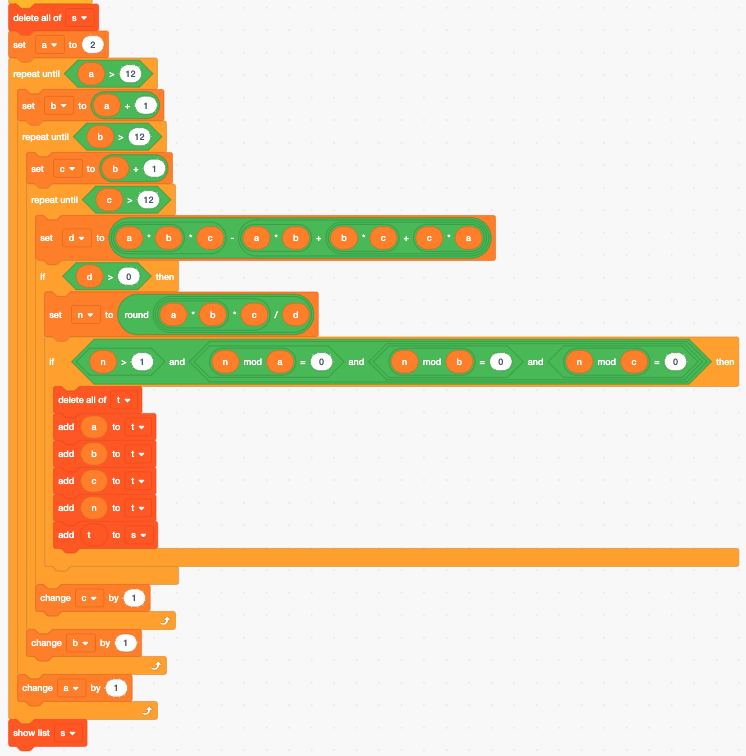 delete all of s
set a to 2
repeat until a > 12
set b to a + 1
repeat until b > 12
set c to b + 1
repeat until c > 12
set d to a * b * c - a * b + b * c + c * a
if d > 0 then
set n to round a * b * c / d
if n > 1 and n mod a = 0 and n mod b = 0 and n mod c = 0 then
delete all of t
add a to t
add b to t
add c to t
add n to t
add t to s
change c by 1
change b by 1
change a by 1
show list s